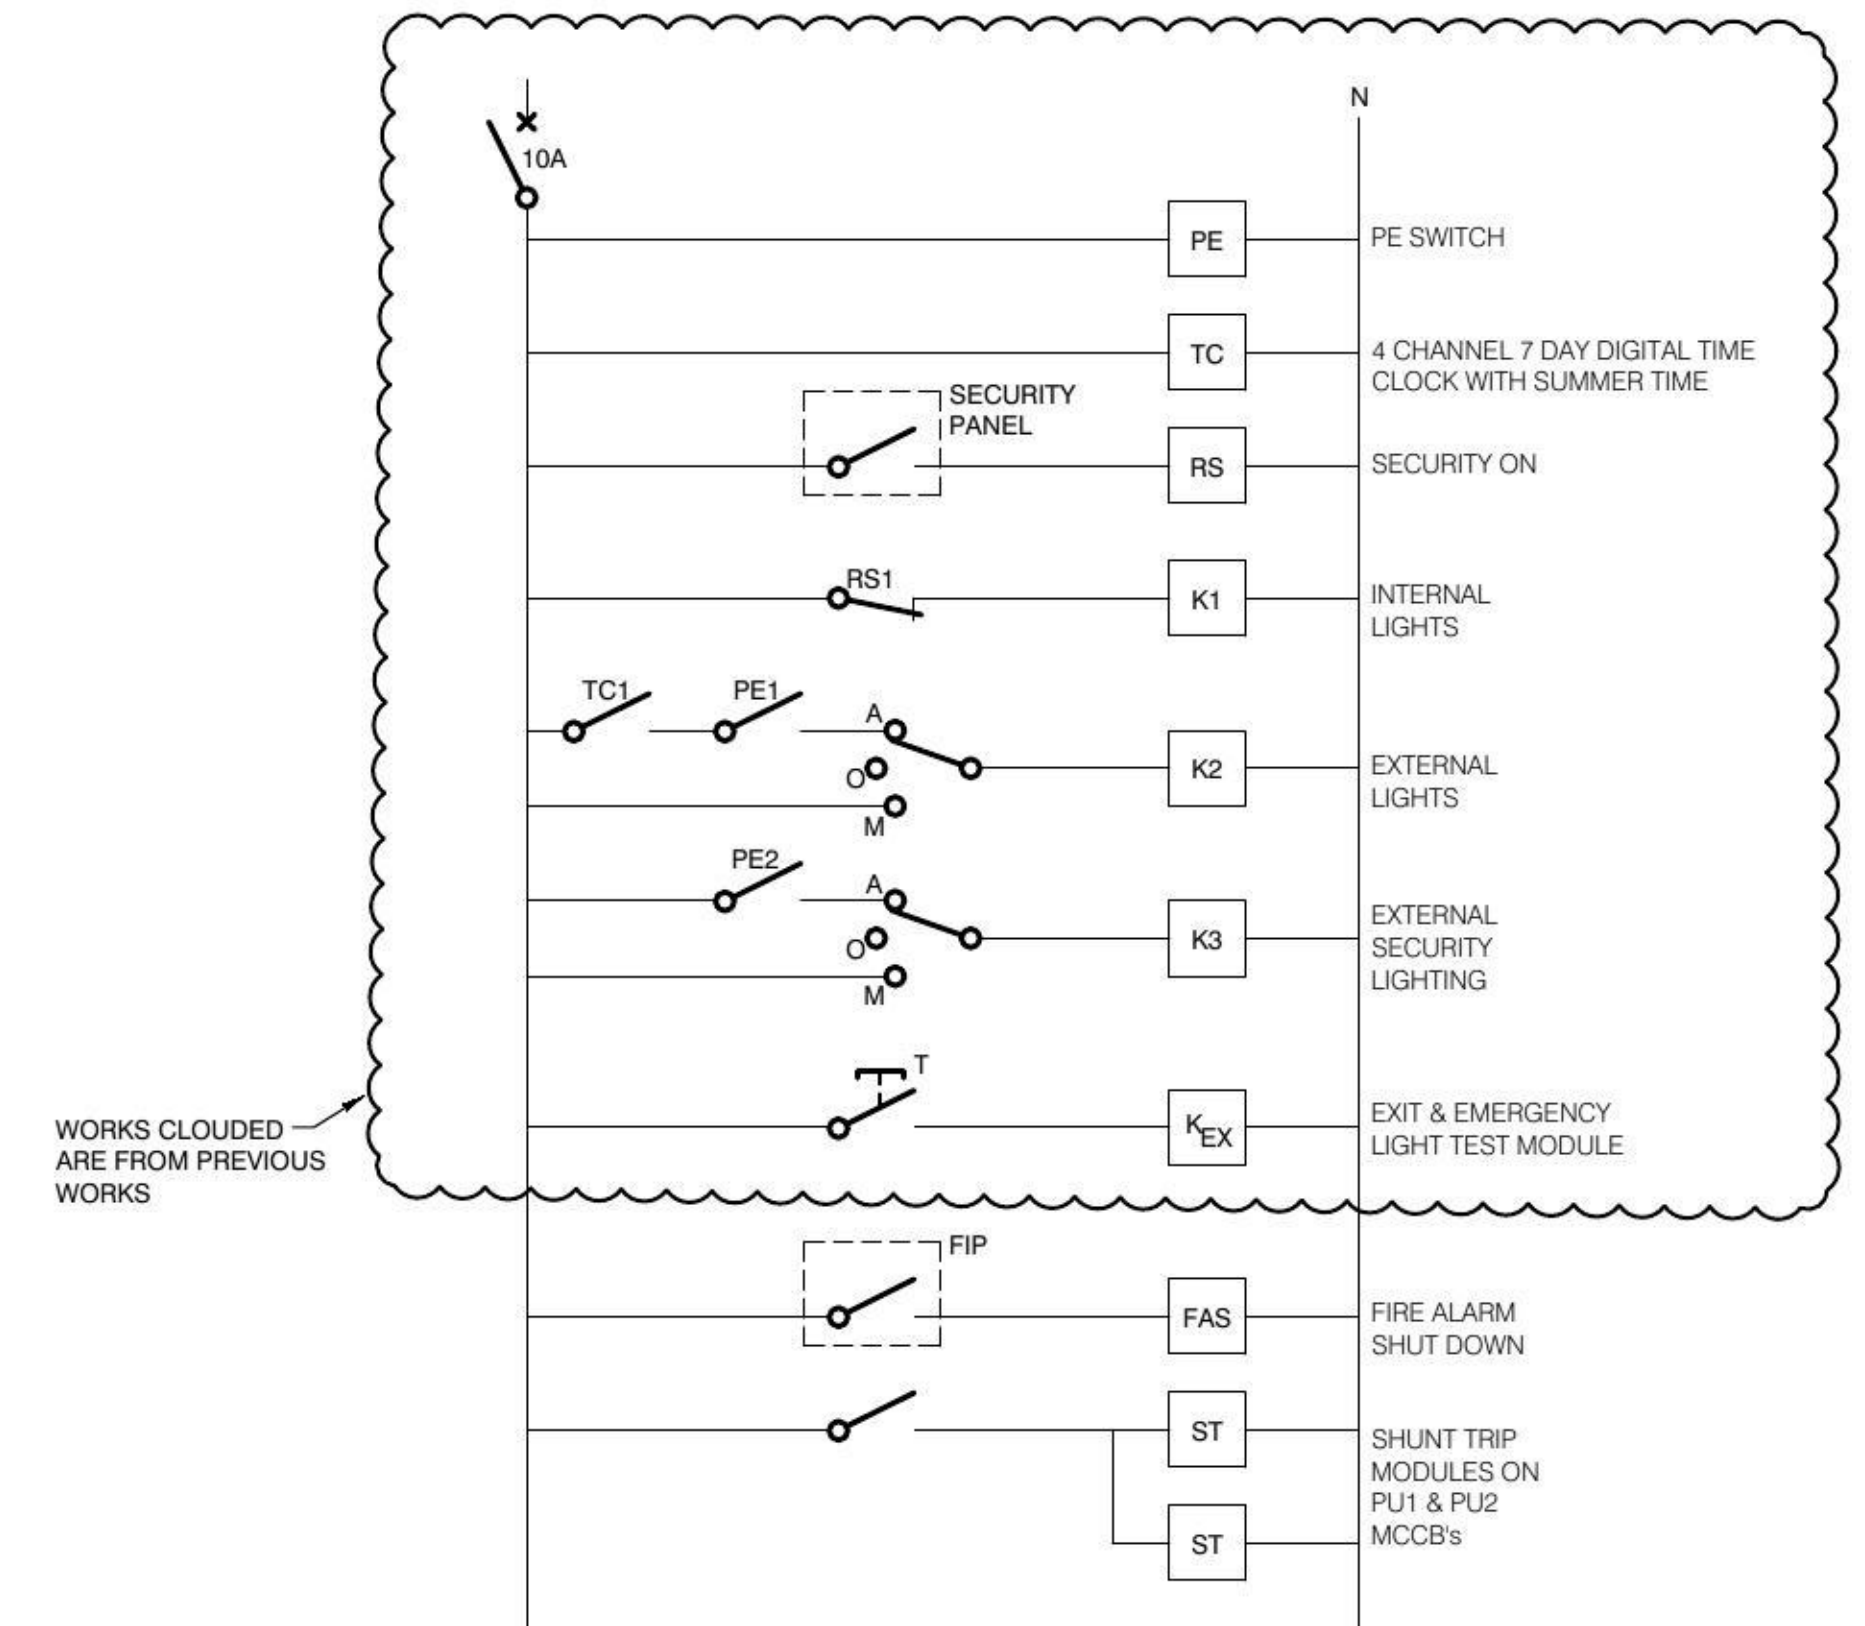 N
10A
PE
PE SWITCH
TC
4 CHANNEL 7 DAY DIGITAL TIME
CLOCK WITH SUMMER TIME
SECURITY
PANEL
RS
SECURITY ON
RS1
K1
INTERNAL
LIGHTS
TC1
PE1
A
O
M
K2
EXTERNAL
LIGHTS
PE2
A
O
M
K3
EXTERNAL
SECURITY
LIGHTING
T
KEX
EXIT & EMERGENCY
LIGHT TEST MODULE
WORKS CLOUDED
ARE FROM PREVIOUS
WORKS
FIP
FAS
FIRE ALARM
SHUT DOWN
ST
SHUNT TRIP
MODULES ON
PU1 & PU2
MCCB's
ST